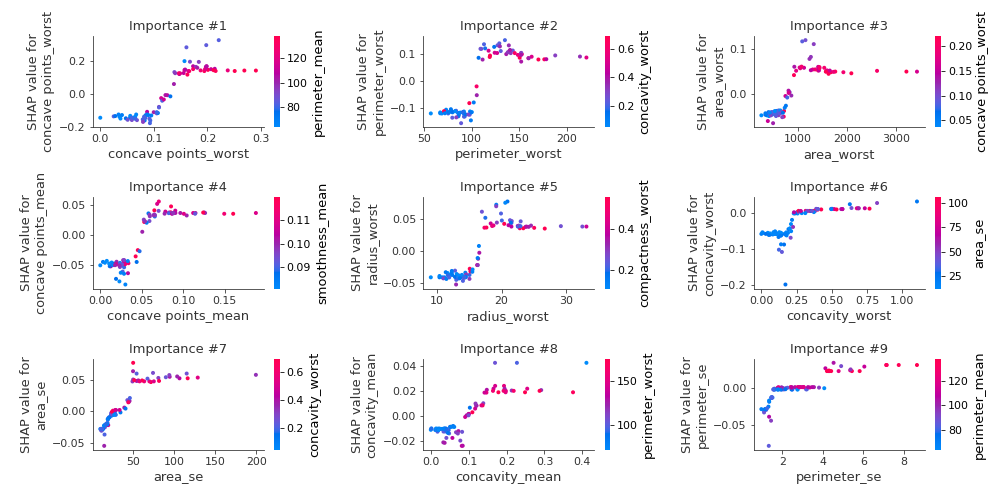 Importance #1
SHAP value for
concave points_worst
0.2
0.0
−0.2
0.0
0.1
0.2
0.3
concave points_worst
120
100
80
perimeter_mean
Importance #2
SHAP value for
perimeter_worst
0.1
0.0
−0.1
50
100
150
200
perimeter_worst
0.6
0.4
0.2
concavity_worst
Importance #3
SHAP value for
area_worst
0.1
0.0
1000
2000
3000
area_worst
0.20
0.15
0.10
0.05
concave points_worst
Importance #4
SHAP value for
concave points_mean
0.05
0.00
−0.05
0.00
0.05
0.10
0.15
concave points_mean
0.11
0.10
0.09
smoothness_mean
Importance #5
SHAP value for
radius_worst
0.05
0.00
−0.05
10
20
30
radius_worst
0.4
0.2
compactness_worst
Importance #6
SHAP value for
concavity_worst
0.0
−0.1
−0.2
0.00
0.25
0.50
0.75
1.00
concavity_worst
100
75
50
25
area_se
Importance #7
SHAP value for
area_se
0.05
0.00
−0.05
50
100
150
200
area_se
0.6
0.4
0.2
concavity_worst
Importance #8
SHAP value for
concavity_mean
0.04
0.02
0.00
−0.02
0.0
0.1
0.2
0.3
0.4
concavity_mean
150
100
perimeter_worst
Importance #9
SHAP value for
perimeter_se
0.00
−0.05
2
4
6
8
perimeter_se
120
100
80
perimeter_mean